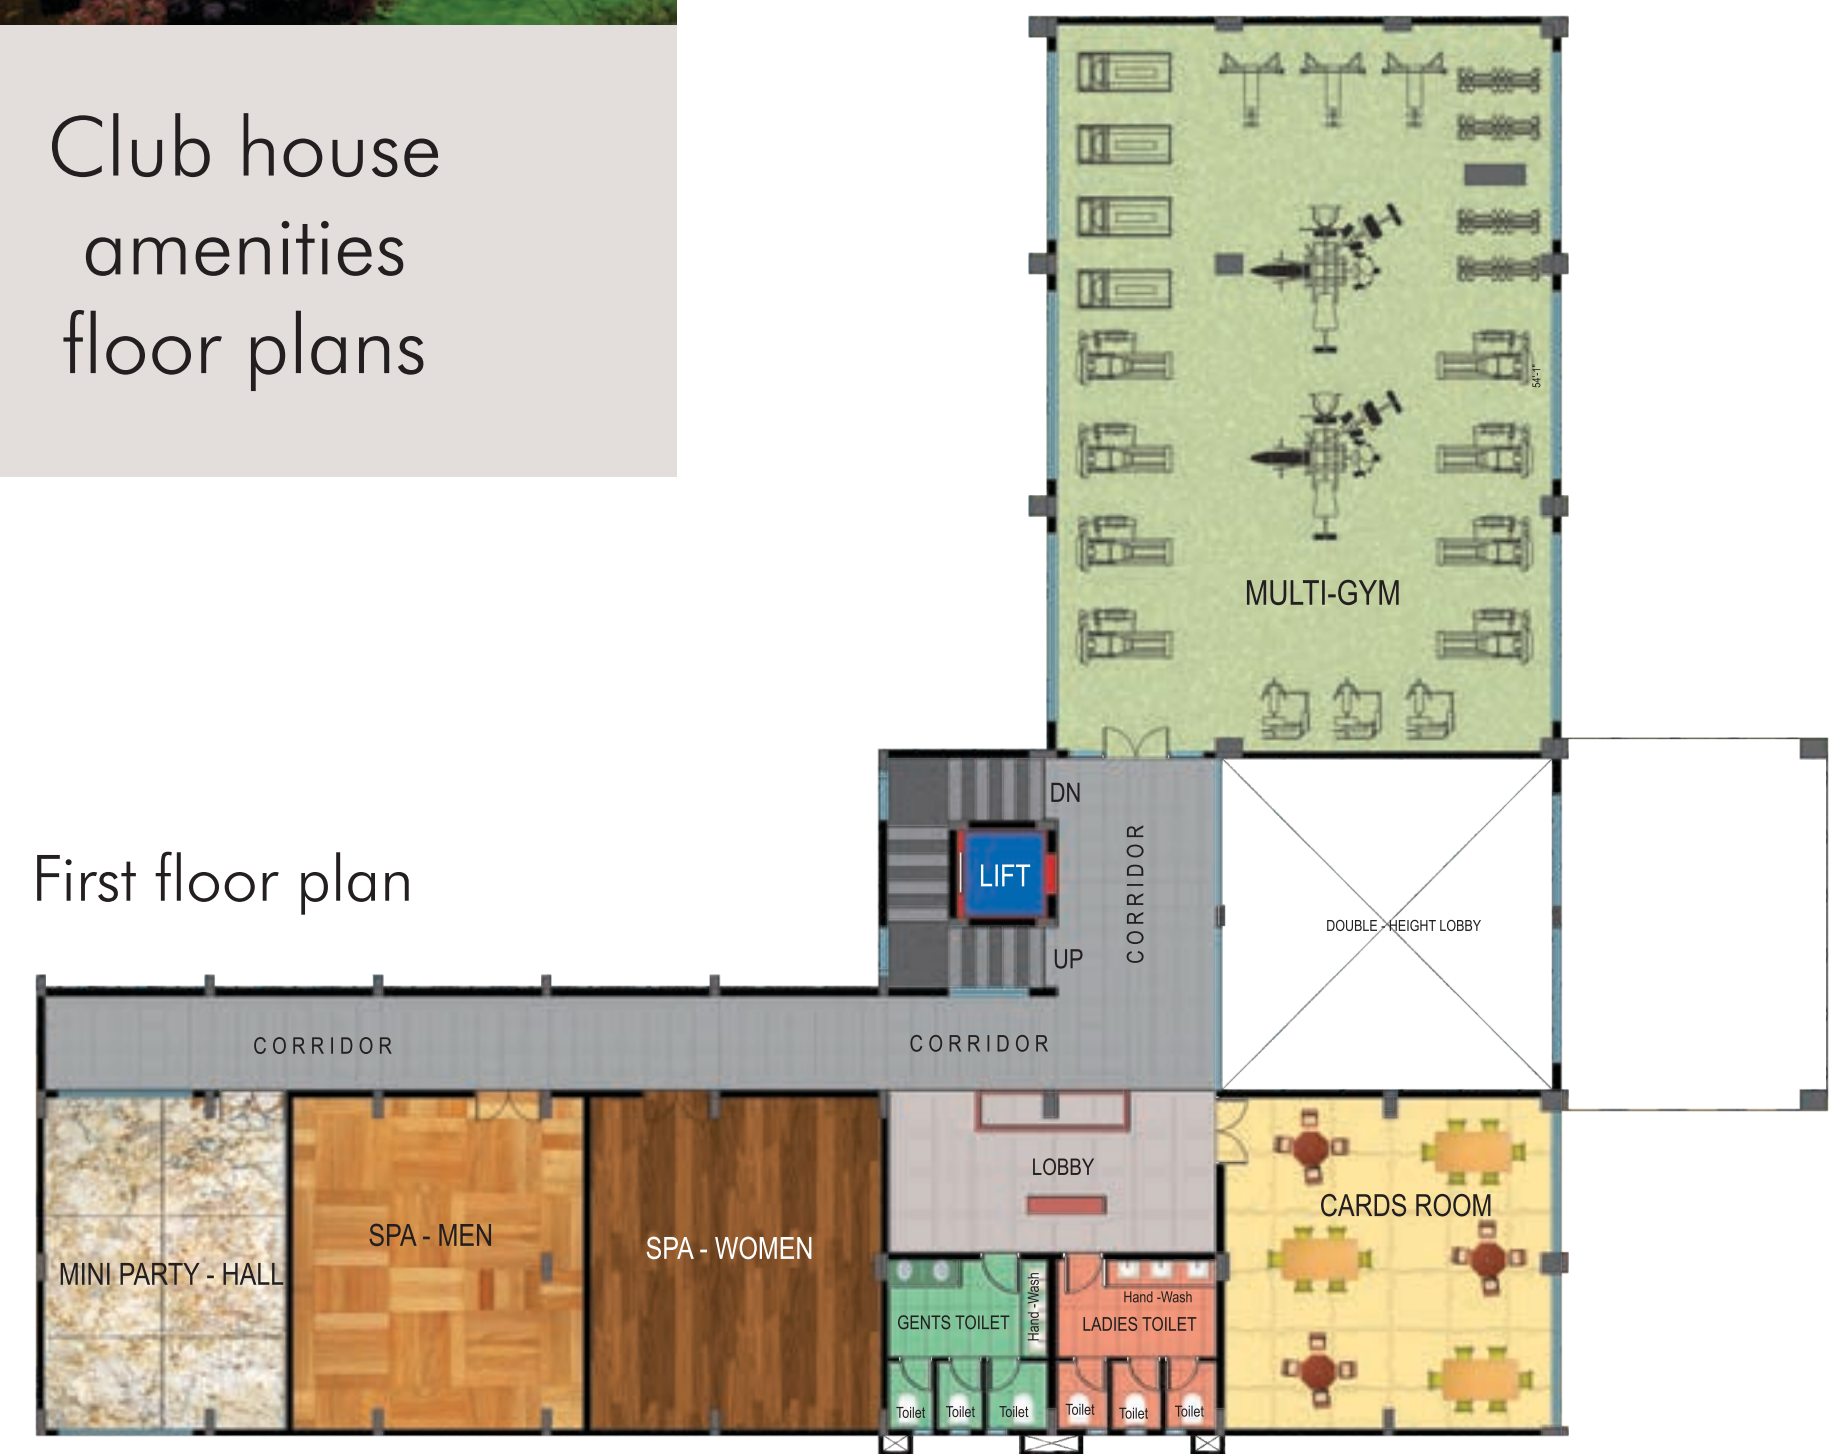 Club house
amenities
floor plans
54'-1"
MULTI-GYM
DN
CORRIDOR
LIFT
First floor plan
DOUBLE - HEIGHT LOBBY
UP
CORRIDOR
CORRIDOR
LOBBY
CARDS ROOM
SPA - MEN
SPA - WOMEN
MINI PARTY - HALL
Hand -Wash
Hand -Wash
GENTS TOILET
LADIES TOILET
Toilet
Toilet
Toilet
Toilet
Toilet
Toilet